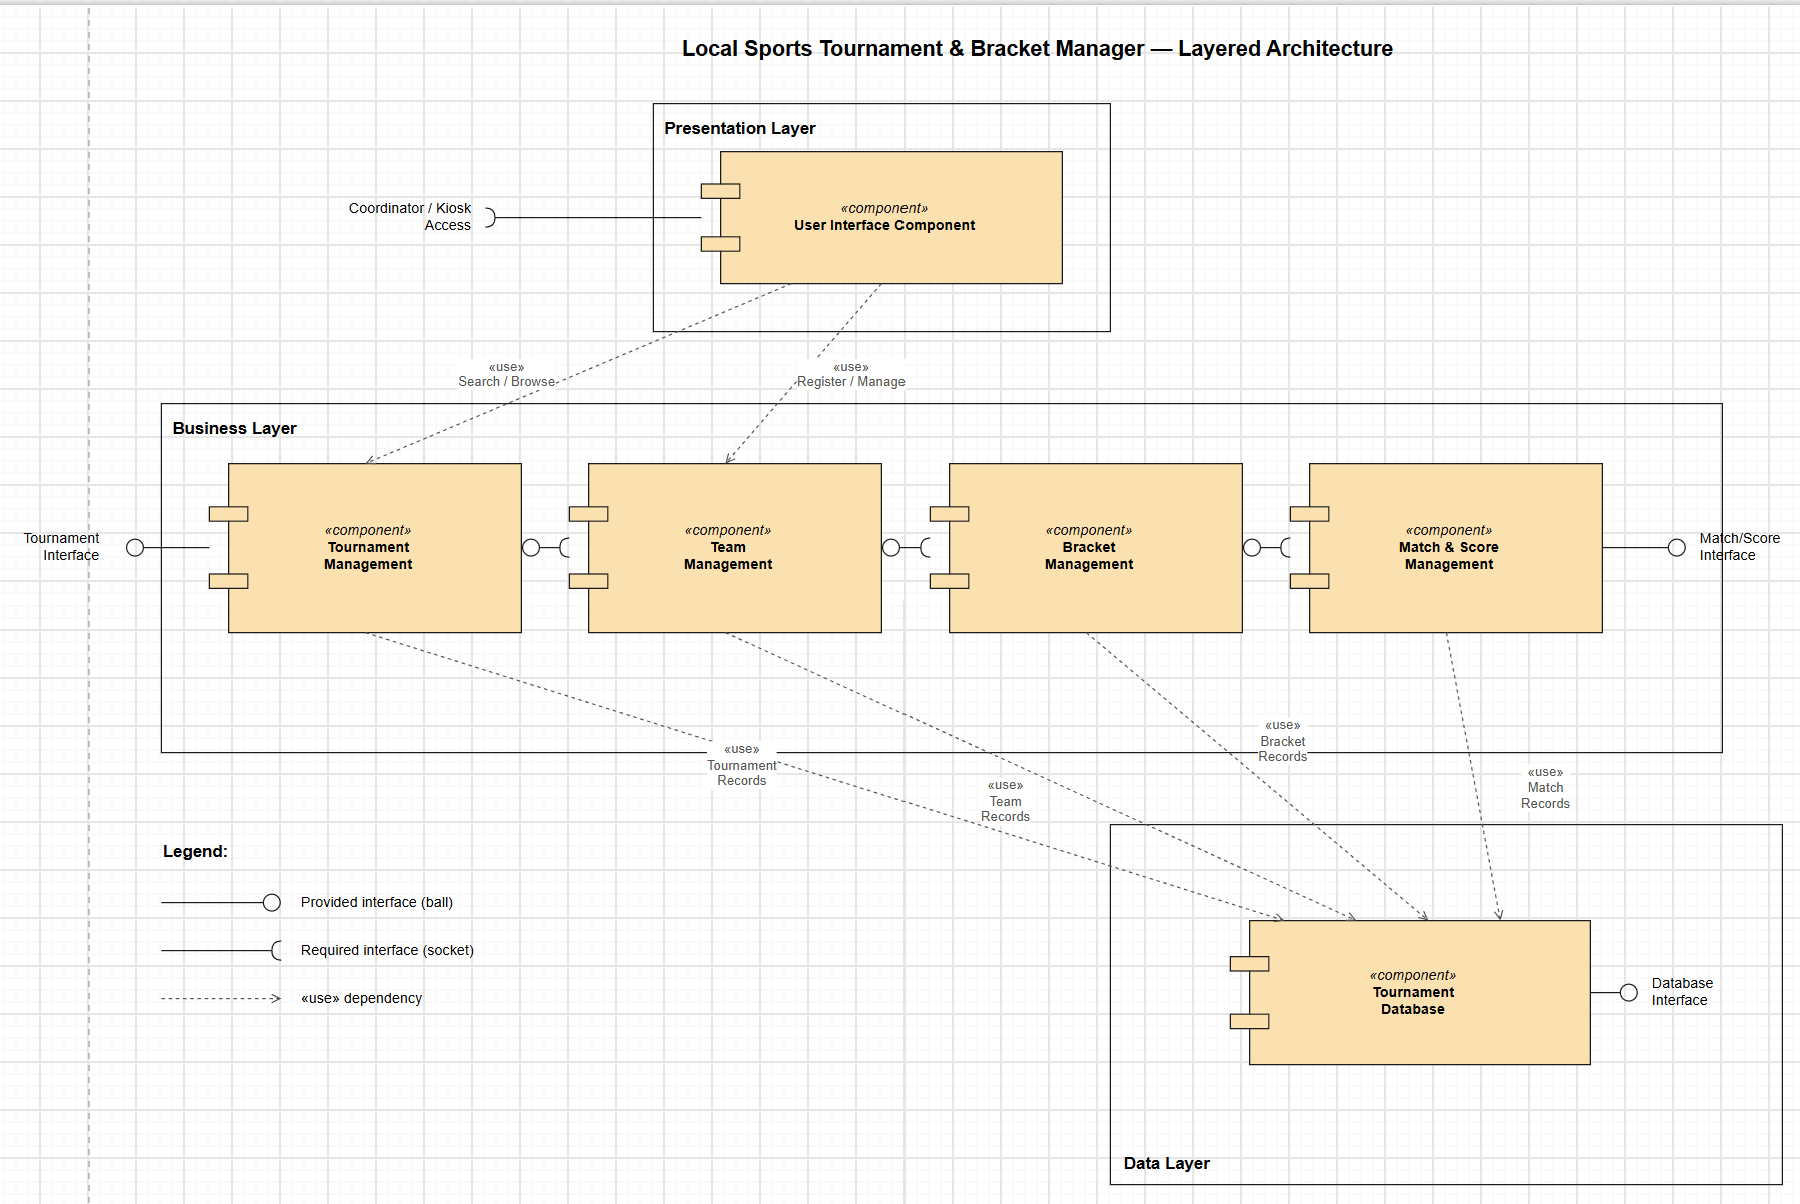 Local Sports Tournament & Bracket Manager — Layered Architecture
Presentation Layer
«component»
User Interface Component
Coordinator / Kiosk
Access
«use»
Search / Browse
«use»
Register / Manage
Business Layer
Tournament
Interface
«component»
Tournament
Management
«component»
Team
Management
«component»
Bracket
Management
«component»
Match & Score
Management
Match/Score
Interface
«use»
Tournament
Records
«use»
Team
Records
«use»
Bracket
Records
«use»
Match
Records
Legend:
Provided interface (ball)
Required interface (socket)
«use» dependency
«component»
Tournament
Database
Database
Interface
Data Layer